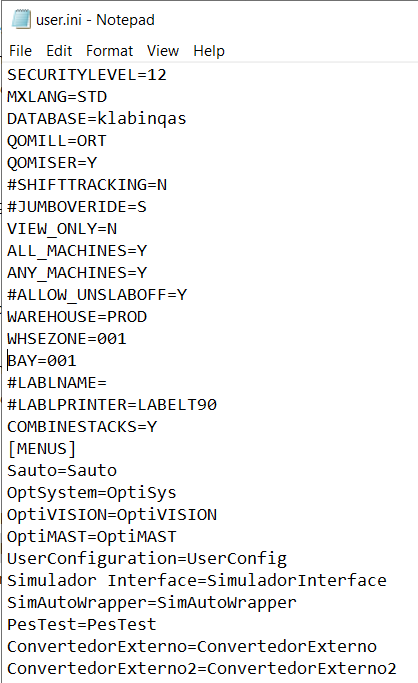 user.ini - Notepad
File Edit Format View Help
SECURITYLEVEL=12
MXLANG=STD
DATABASE=klabinqas
QOMILL=ORT
QOMISER=Y
#SHIFTTRACKING=N
#JUMBOVERIDE=S
VIEW_ONLY=N
ALL_MACHINES=Y
ANY_MACHINES=Y
#ALLOW_UNSLABOFF=Y
WAREHOUSE=PROD
WHSEZONE=001
BAY=001
#LABLNAME=
#LABLPRINTER=LABELT90
COMBINESTACKS=Y
[MENUS]
Sauto=Sauto
OptSystem=OptiSys
OptiVISION=OptiVISION
OptiMAST=OptiMAST
UserConfiguration=UserConfig
Simulador Interface=SimuladorInterface
SimAutoWrapper=SimAutoWrapper
PesTest=PesTest
ConvertedorExterno=ConvertedorExterno
ConvertedorExterno2=ConvertedorExterno2